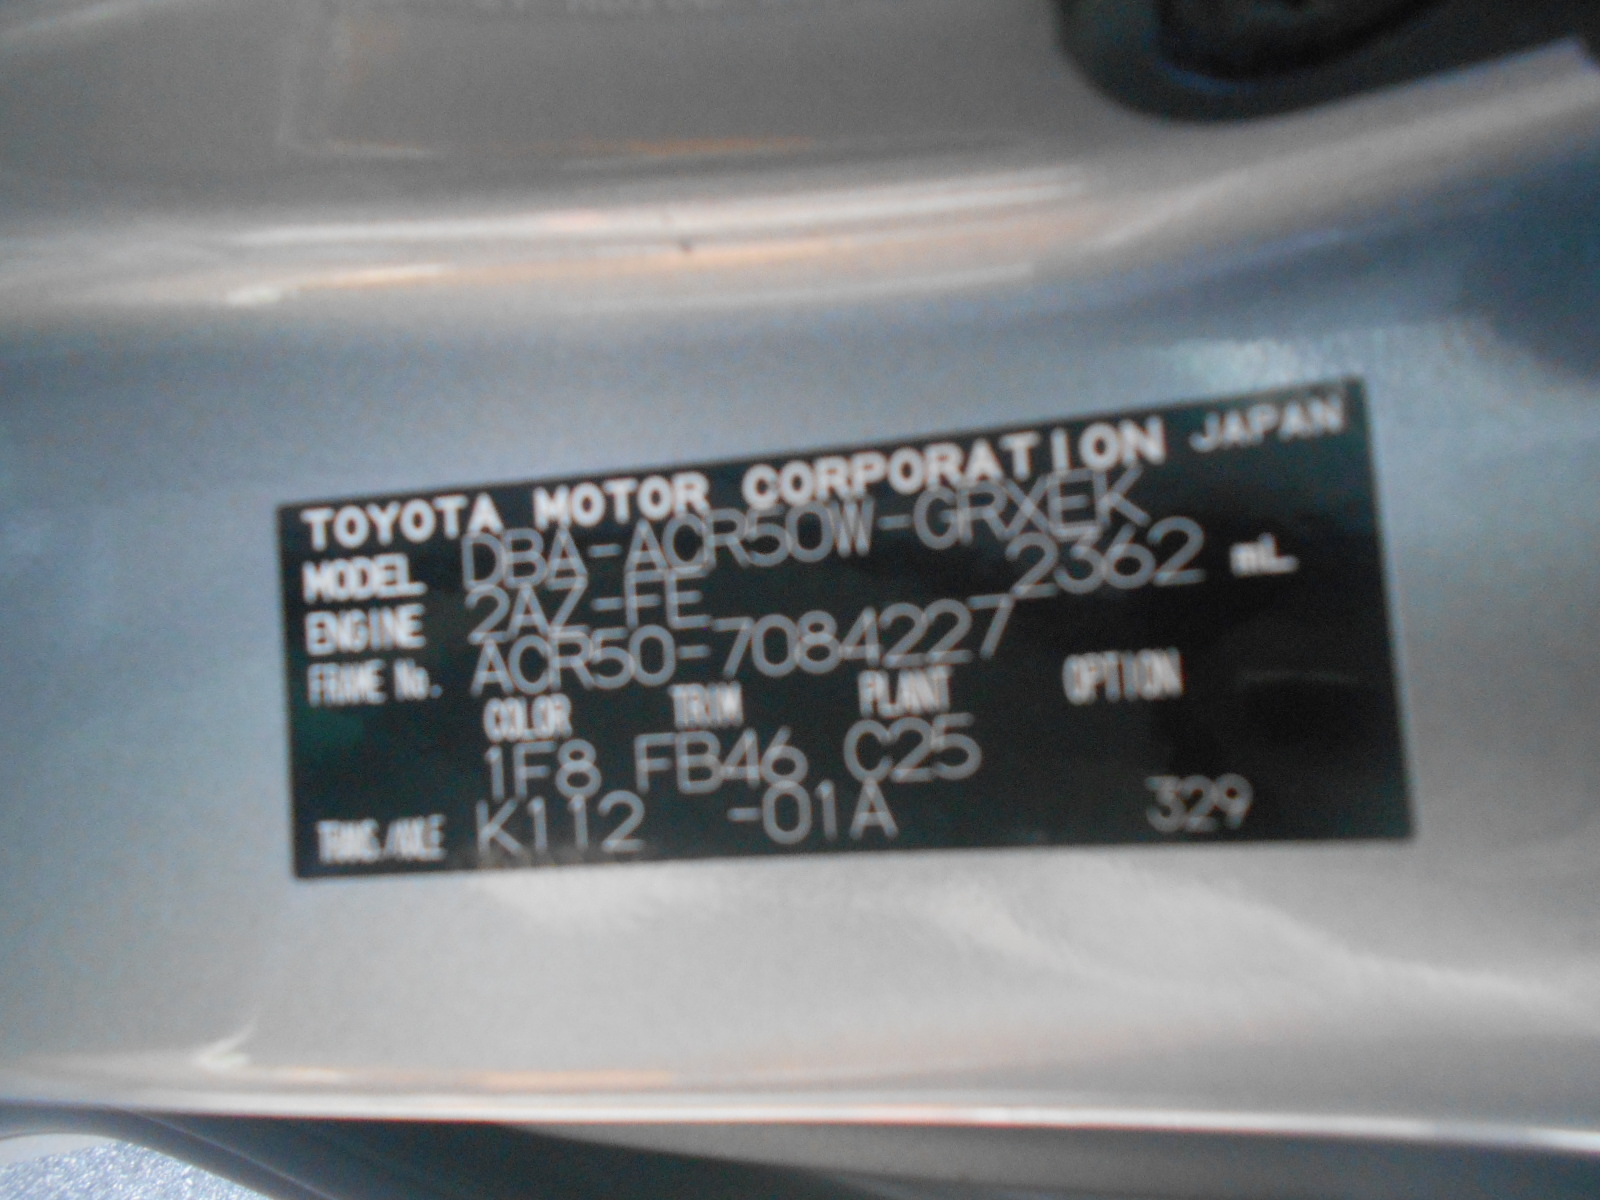 TOYOTA MOTOR CORPORATION JAPAN
MODEL DBA-ACR50W-GRXEK
ENGINE 2AZ-FE 2362 mL
FRAME No. ACR50-7084227
COLOR TRIM PLANT OPTION
1F8 FB46 C25
TRANS./AXLE K112 -01A 329